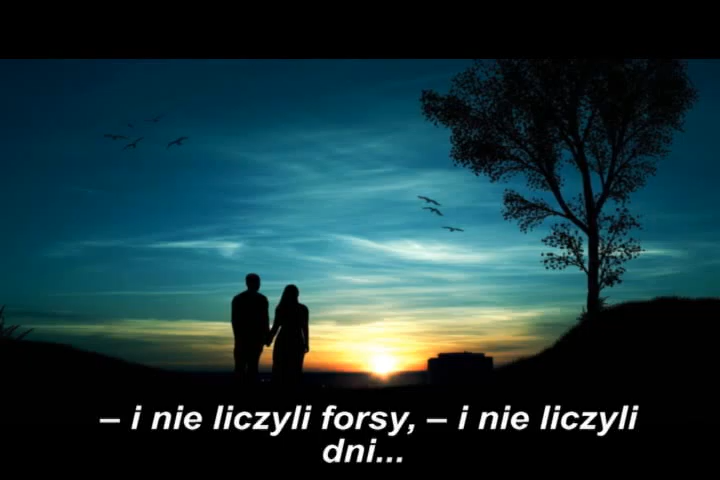 – i nie liczyli forsy, – i nie liczyli
dni...